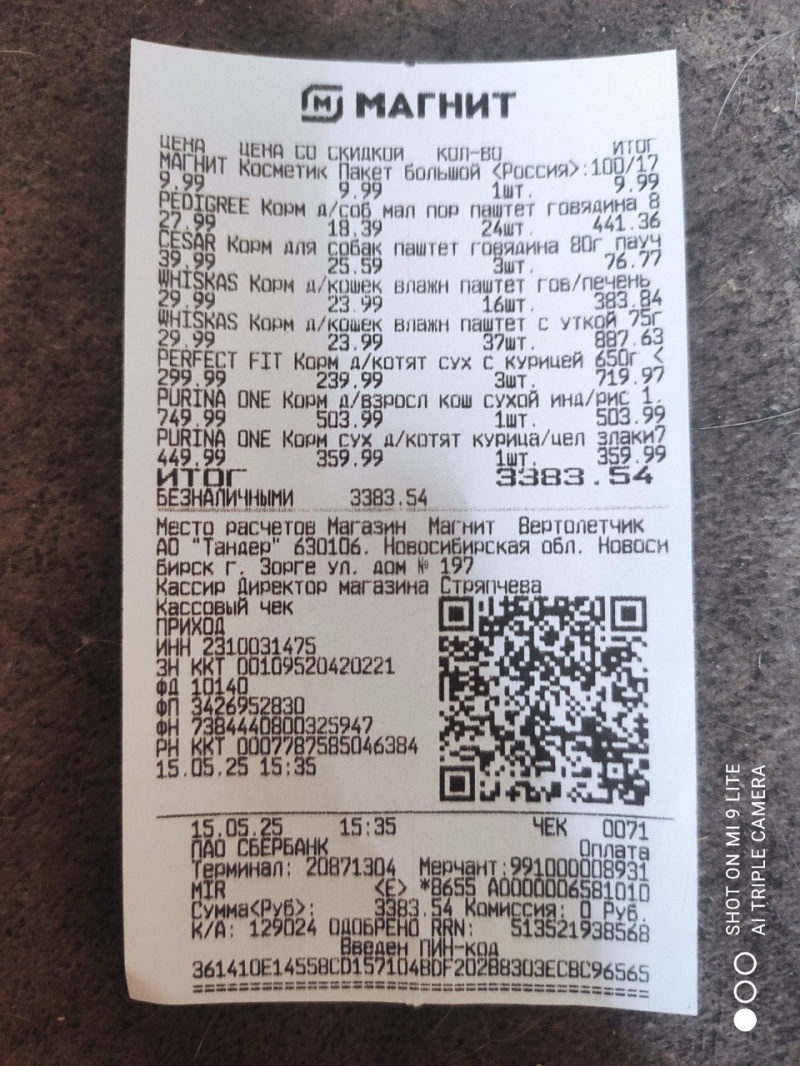 МАГНИТ
ЦЕНА ЦЕНА СО СКИДКОЙ КОЛ-ВО ИТОГ
МАГНИТ Косметик Пакет большой <Россия>:100/17
9.99 9.99 1шт. 9.99
PEDIGREE Корм д/соб мал пор паштет говядина 8
27.99 18.39 24шт. 441.36
CESAR Корм для собак паштет говядина 80г пауч
39.99 25.59 3шт. 76.77
WHISKAS Корм д/кошек влажн паштет гов/печень
29.99 23.99 16шт. 383.84
WHISKAS Корм д/кошек влажн паштет с уткой 75г
29.99 23.99 37шт. 887.63
PERFECT FIT Корм д/котят сух с курицей 650г <
299.99 239.99 3шт. 719.97
PURINA ONE Корм д/взросл кош сухой инд/рис 1.
749.99 503.99 1шт. 503.99
PURINA ONE Корм сух д/котят курица/цел злаки7
449.99 359.99 1шт. 359.99
ИТОГ 3383.54
БЕЗНАЛИЧНЫМИ 3383.54
Место расчетов Магазин Магнит Вертолетчик
АО "Тандер" 630106. Новосибирская обл. Новоси
бирск г. Зорге ул. дом № 197
Кассир Директор магазина Стряпчева
Кассовый чек
ПРИХОД
ИНН 2310031475
ЗН ККТ 00109520420221
ФД 10140
ФП 3426952830
ФН 7384440800325947
РН ККТ 0007787585046384
15.05.25 15:35
15.05.25 15:35 ЧЕК 0071
ПАО СБЕРБАНК Оплата
Терминал: 20871304 Мерчант:991000008931
MIR <E> *8655 A0000006581010
Сумма<Руб>: 3383.54 Комиссия: 0 Руб.
К/А: 129024 ОДОБРЕНО RRN: 513521938568
Введен ПИН-код
361410E14558CD1571048DF202B8303ECBC96565
========================================
SHOT ON MI 9 LITE
AI TRIPLE CAMERA